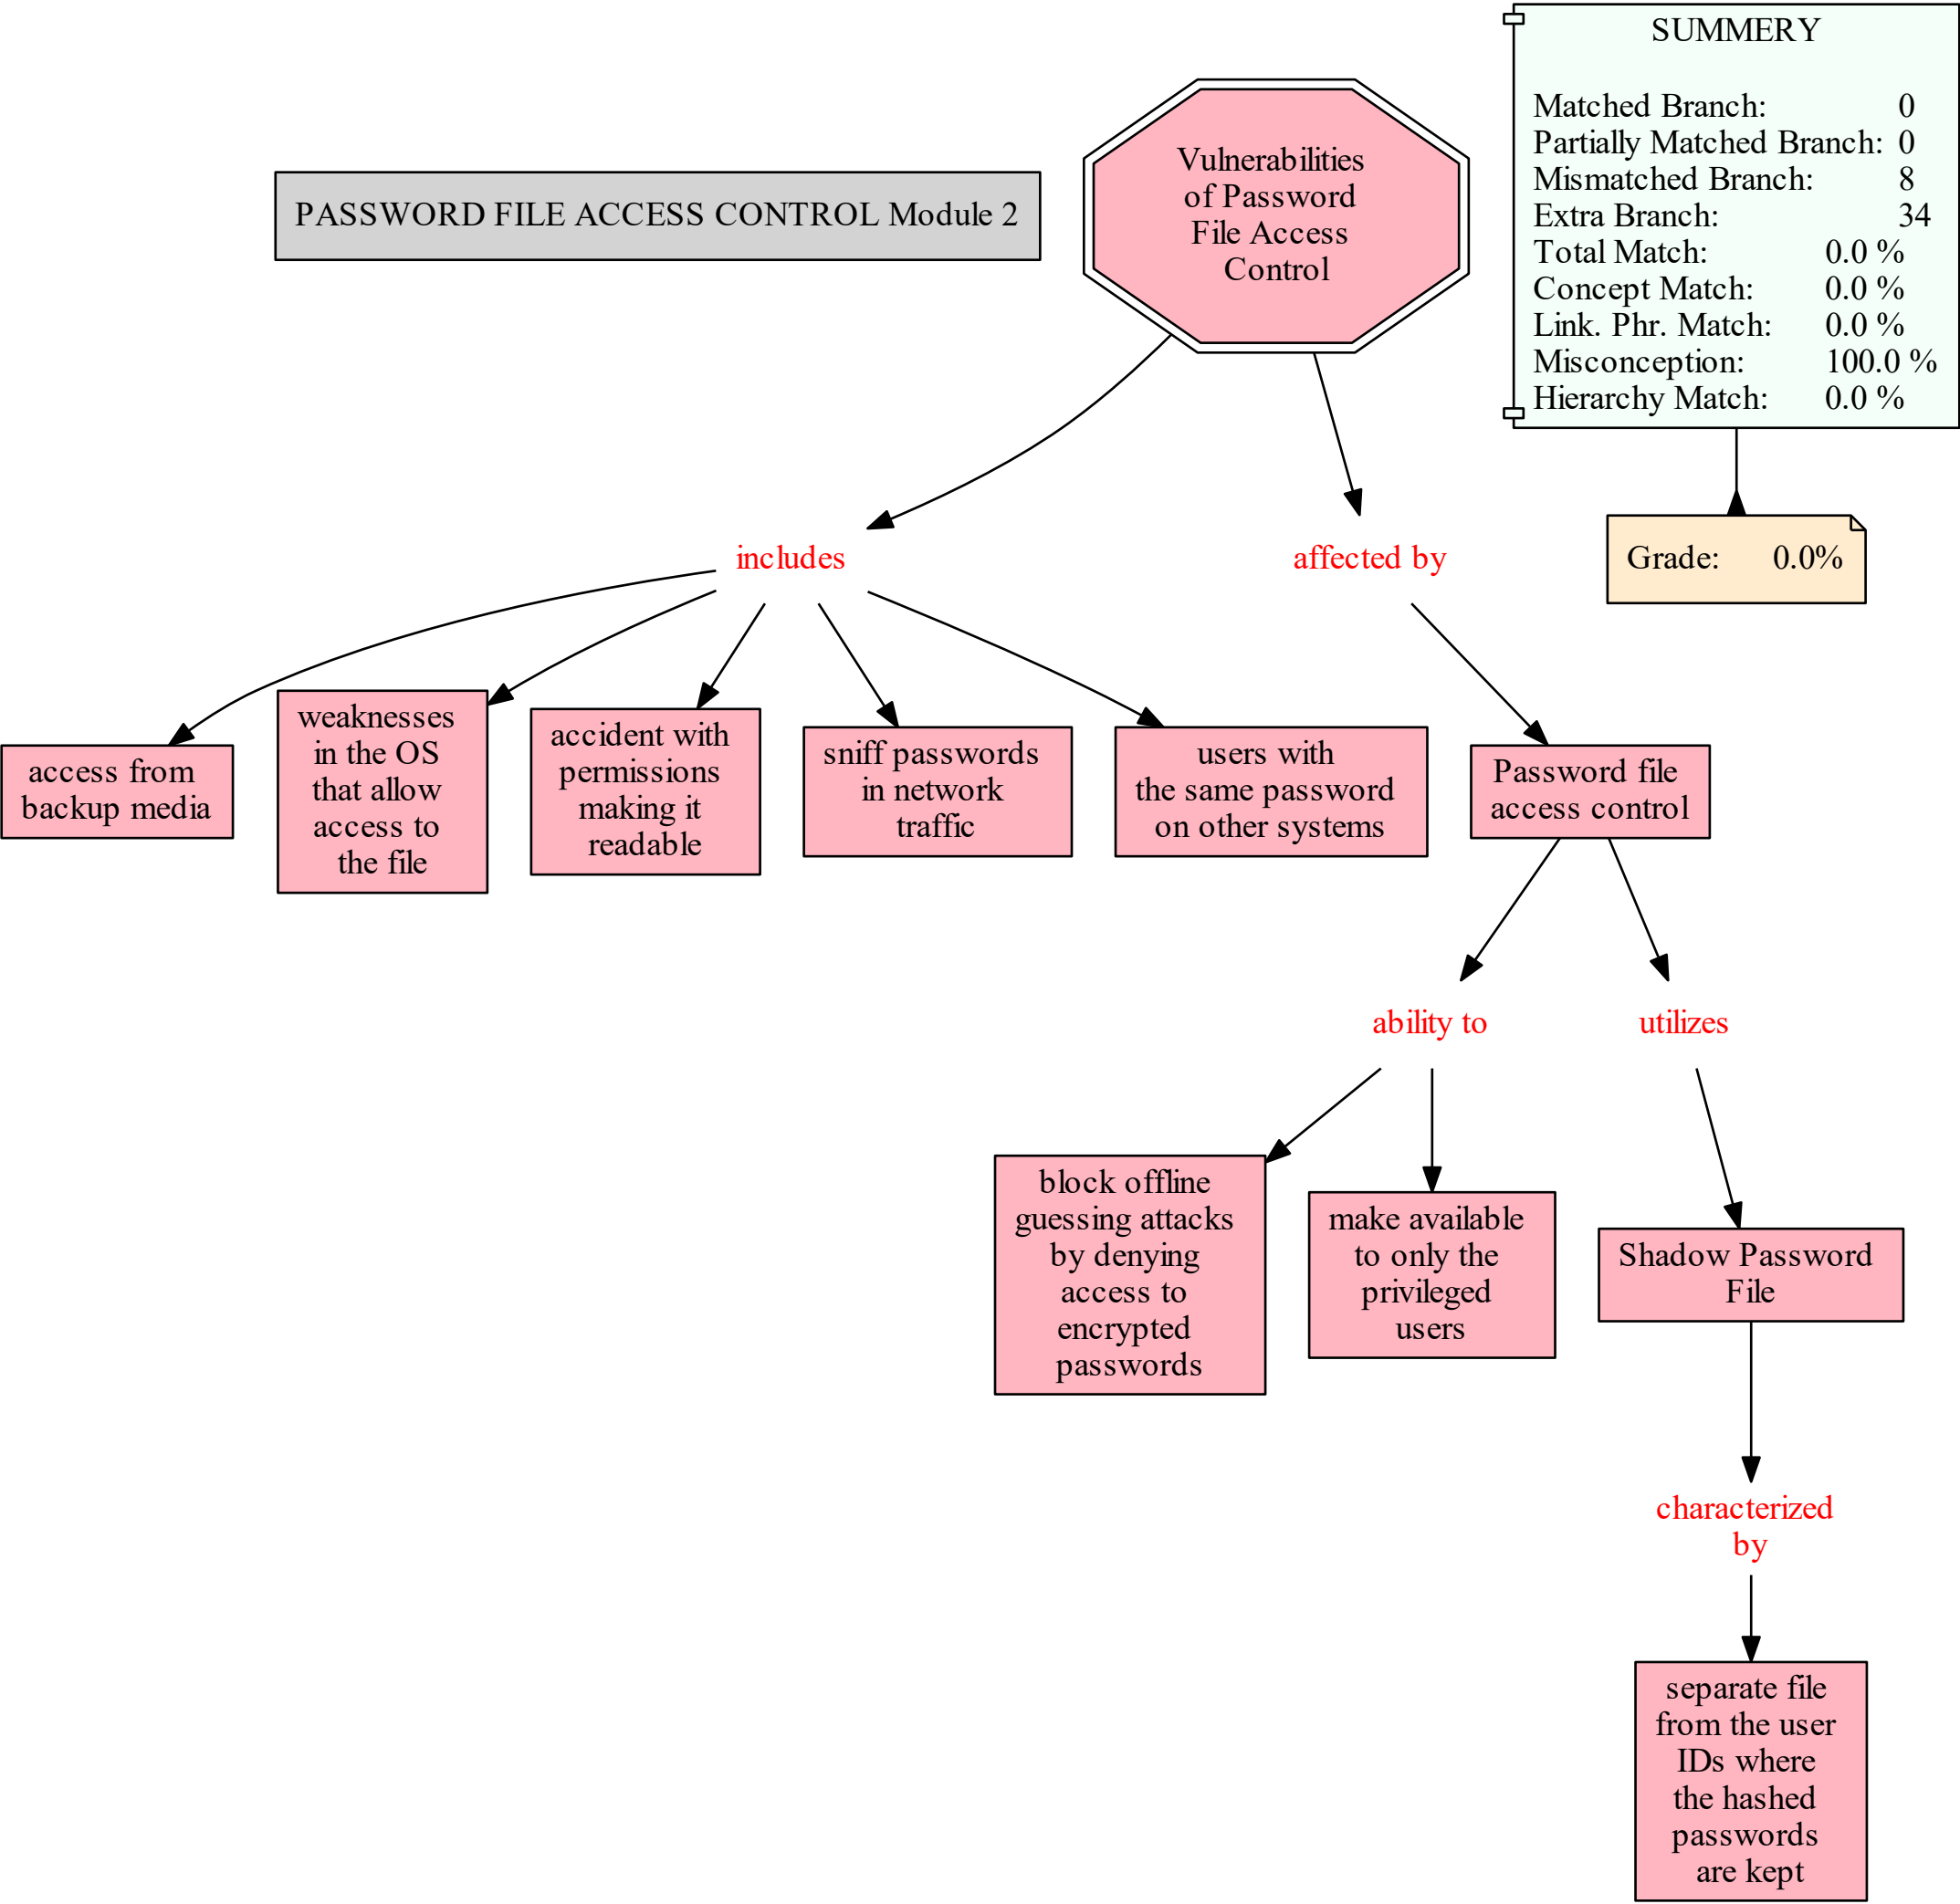 SUMMERY
Matched Branch: 0
Partially Matched Branch: 0
Mismatched Branch: 8
Extra Branch: 34
Total Match: 0.0 %
Concept Match: 0.0 %
Link. Phr. Match: 0.0 %
Misconception: 100.0 %
Hierarchy Match: 0.0 %
Grade: 0.0%
PASSWORD FILE ACCESS CONTROL Module 2
Vulnerabilities
of Password
File Access
Control
includes
affected by
access from
backup media
weaknesses
in the OS
that allow
access to
the file
accident with
permissions
making it
readable
sniff passwords
in network
traffic
users with
the same password
on other systems
Password file
access control
ability to
utilizes
block offline
guessing attacks
by denying
access to
encrypted
passwords
make available
to only the
privileged
users
Shadow Password
File
characterized
by
separate file
from the user
IDs where
the hashed
passwords
are kept